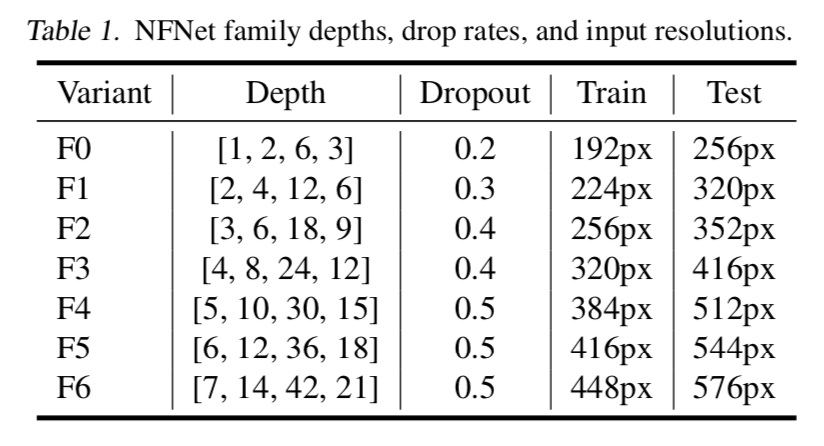 Table 1. NFNet family depths, drop rates, and input resolutions.
Variant Depth Dropout Train Test
F0 [1, 2, 6, 3] 0.2 192px 256px
F1 [2, 4, 12, 6] 0.3 224px 320px
F2 [3, 6, 18, 9] 0.4 256px 352px
F3 [4, 8, 24, 12] 0.4 320px 416px
F4 [5, 10, 30, 15] 0.5 384px 512px
F5 [6, 12, 36, 18] 0.5 416px 544px
F6 [7, 14, 42, 21] 0.5 448px 576px